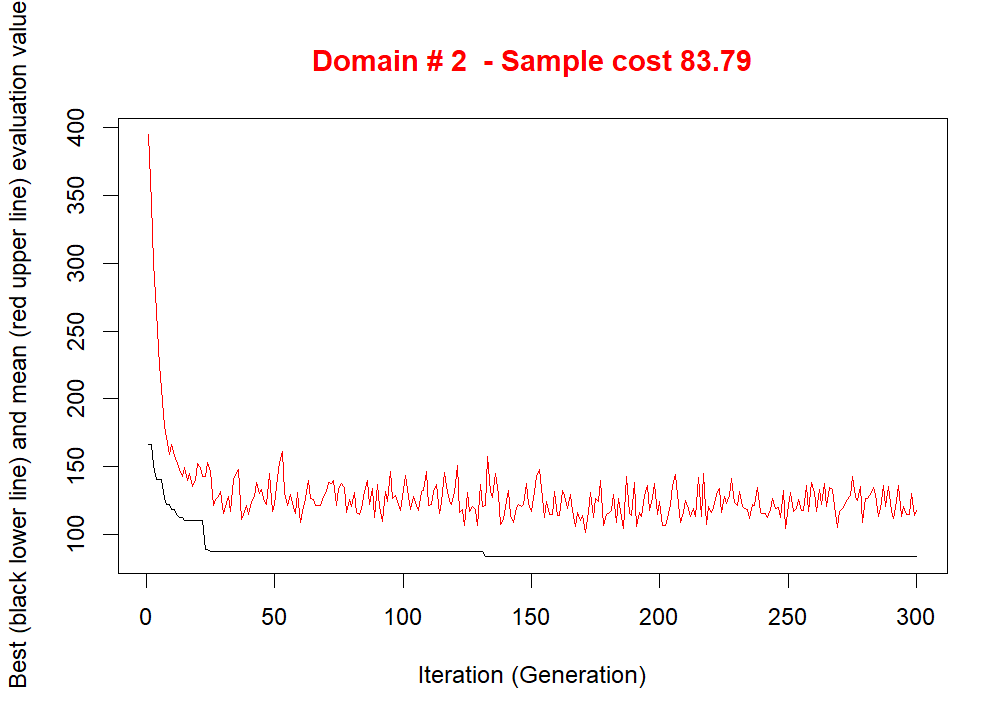 Domain # 2  - Sample cost 83.79
Best (black lower line) and mean (red upper line) evaluation value
400
350
300
250
200
150
100
0 50 100 150 200 250 300
Iteration (Generation)